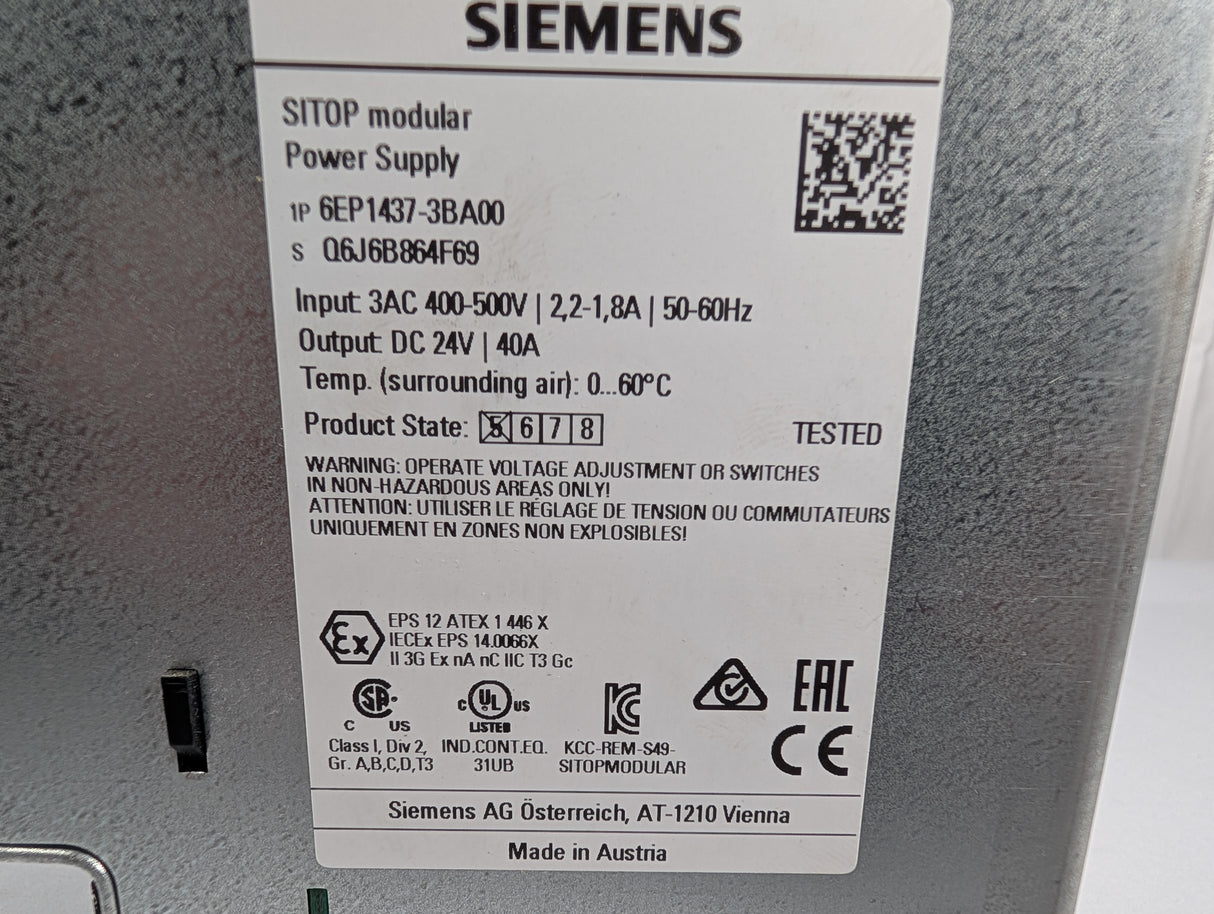 SIEMENS
SITOP modular
Power Supply
1P 6EP1437-3BA00
S Q6J6B864F69
Input: 3AC 400-500V | 2,2-1,8A | 50-60Hz
Output: DC 24V | 40A
Temp. (surrounding air): 0...60°C
Product State: 5 6 7 8
TESTED
WARNING: OPERATE VOLTAGE ADJUSTMENT OR SWITCHES
IN NON-HAZARDOUS AREAS ONLY!
ATTENTION: UTILISER LE RÉGLAGE DE TENSION OU COMMUTATEURS
UNIQUEMENT EN ZONES NON EXPLOSIBLES!
Ex
EPS 12 ATEX 1 446 X
IECEx EPS 14.0066X
II 3G Ex nA nC IIC T3 Gc
SA
C US
Class I, Div 2,
Gr. A,B,C,D,T3
c UL us
LISTED
IND.CONT.EQ.
31UB
KC
KCC-REM-S49-
SITOPMODULAR
EAC
CE
Siemens AG Österreich, AT-1210 Vienna
Made in Austria